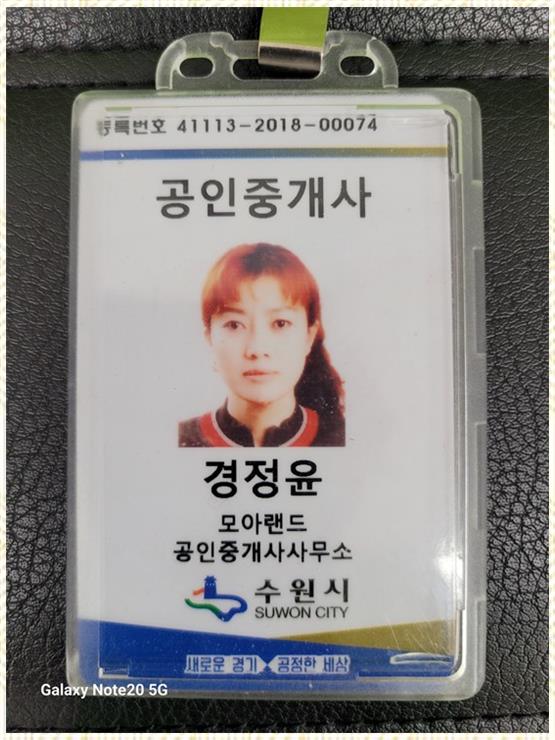 등록번호 41113-2018-00074
공인중개사
경정윤
모아랜드
공인중개사사무소
수원시
SUWON CITY
새로운 경기 공정한 세상
Galaxy Note20 5G